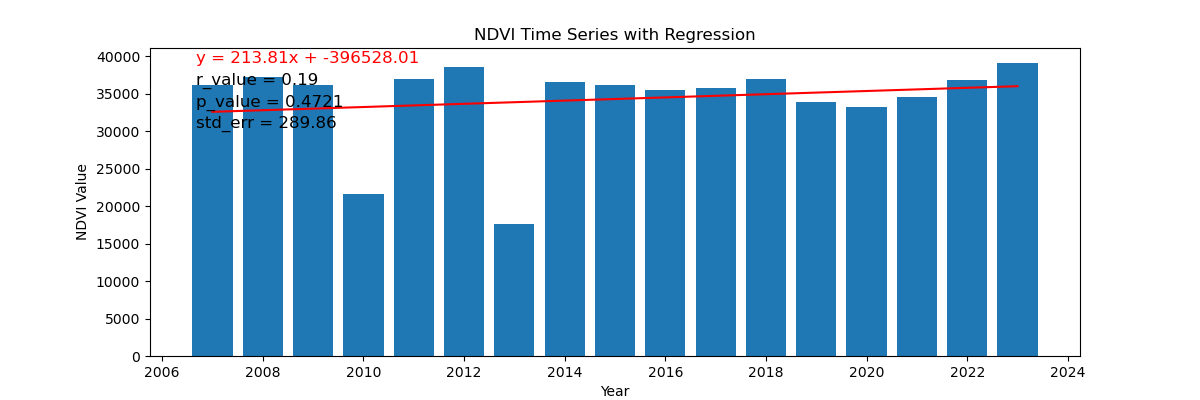 NDVI Time Series with Regression
y = 213.81x + -396528.01
r_value = 0.19
p_value = 0.4721
std_err = 289.86
40000
35000
30000
25000
20000
15000
10000
5000
0
NDVI Value
2006 2008 2010 2012 2014 2016 2018 2020 2022 2024
Year